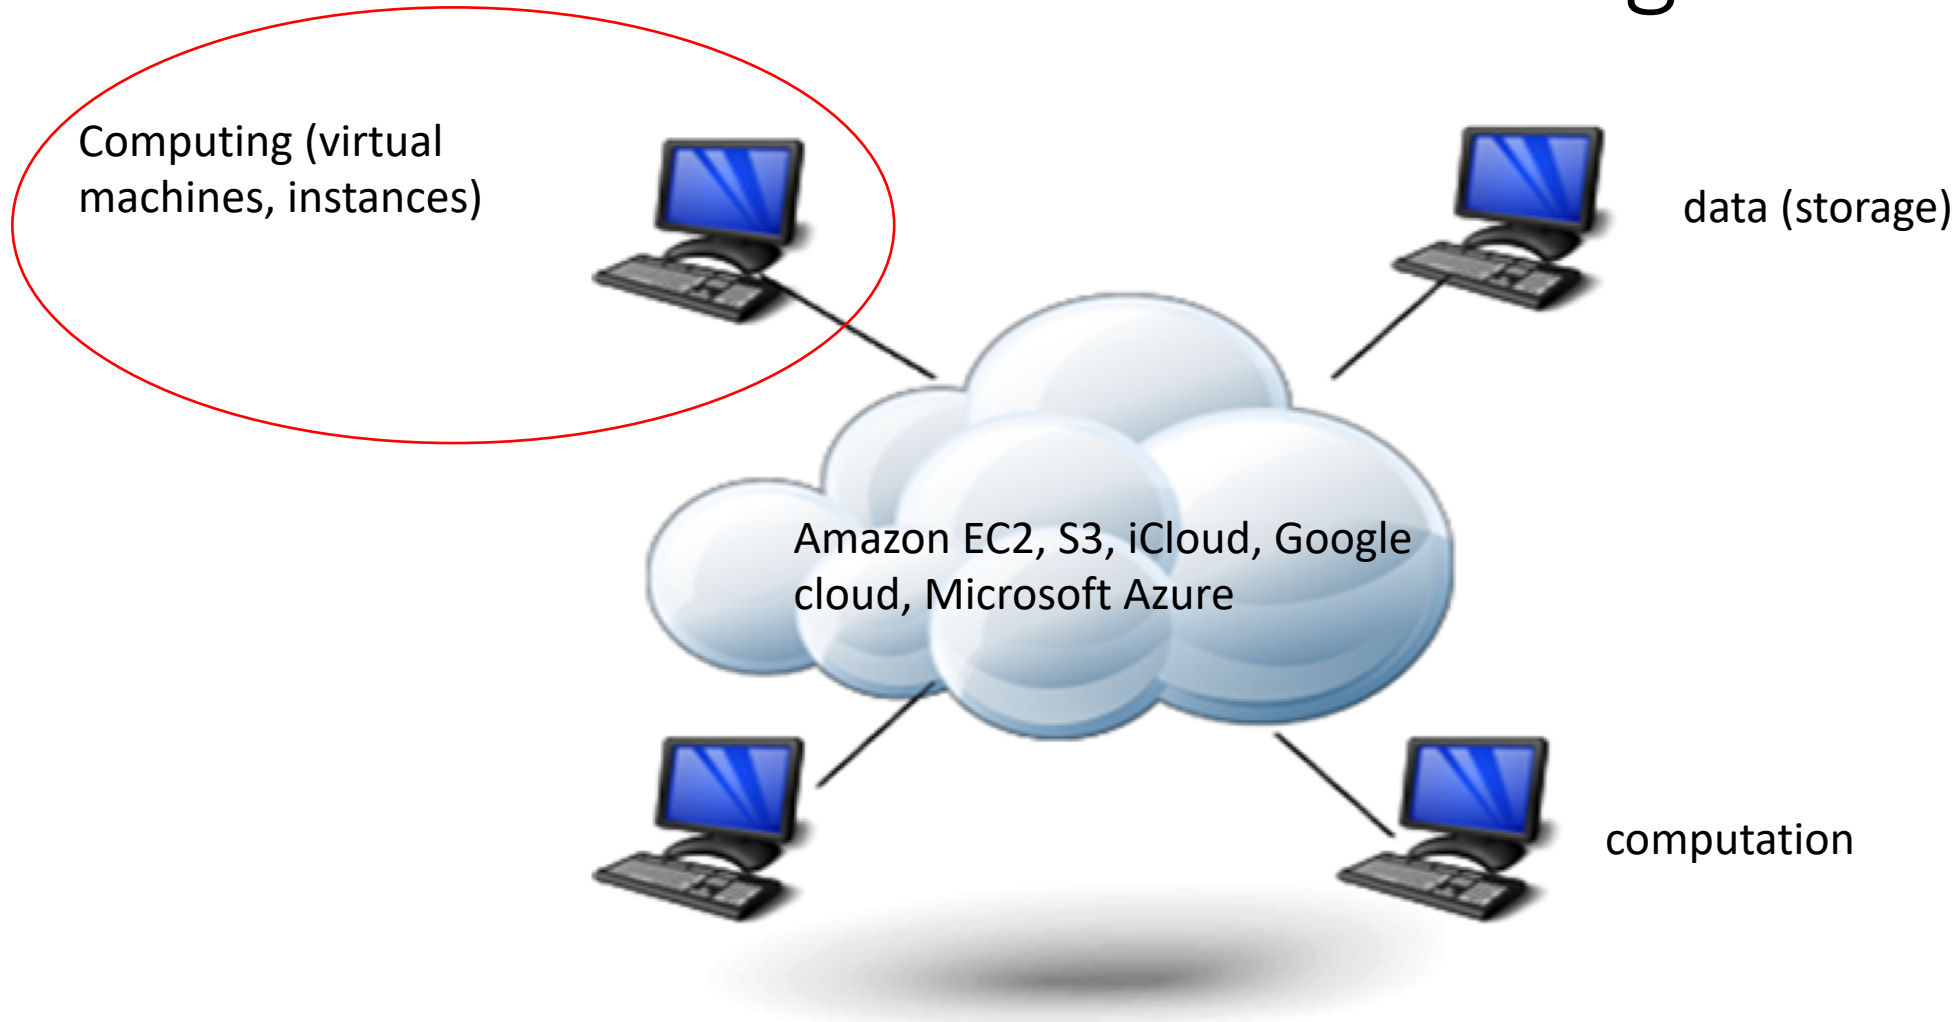 Computing (virtual
machines, instances)
data (storage)
Amazon EC2, S3, iCloud, Google
cloud, Microsoft Azure
computation